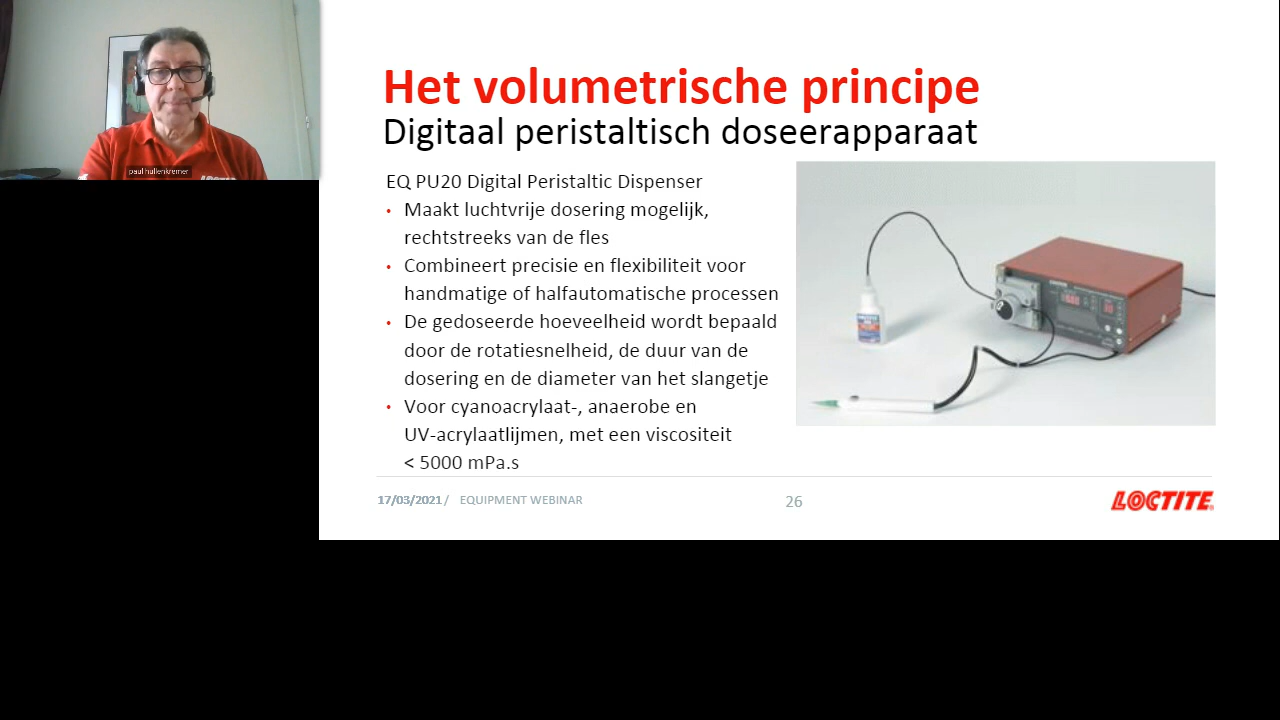 paul hullenkremer
Het volumetrische principe
Digitaal peristaltisch doseerapparaat
EQ PU20 Digital Peristaltic Dispenser
• Maakt luchtvrije dosering mogelijk,
rechtstreeks van de fles
• Combineert precisie en flexibiliteit voor
handmatige of halfautomatische processen
• De gedoseerde hoeveelheid wordt bepaald
door de rotatiesnelheid, de duur van de
dosering en de diameter van het slangetje
• Voor cyanoacrylaat-, anaerobe en
UV-acrylaatlijmen, met een viscositeit
< 5000 mPa.s
17/03/2021 / EQUIPMENT WEBINAR
26
LOCTITE